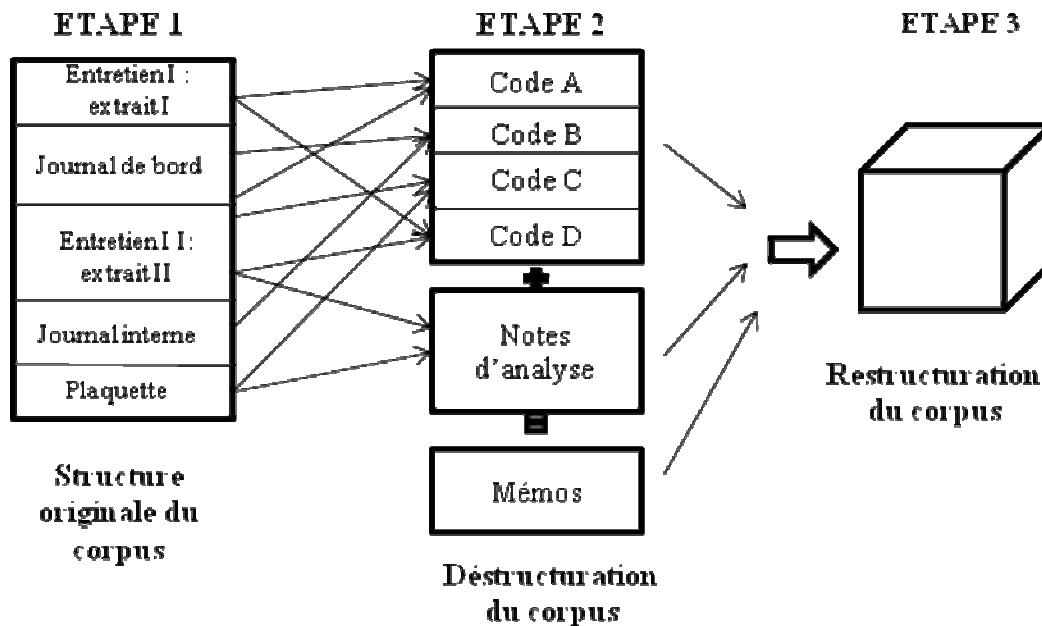 ETAPE 1
ETAPE 2
ETAPE 3
Entretien I :
extrait I
Journal de bord
Entretien I I:
extrait II
Journal interne
Plaquette
Structure
originale du
corpus
Code A
Code B
Code C
Code D
+
Notes
d'analyse
=
Mémos
Déstructuration
du corpus
Restructuration
du corpus